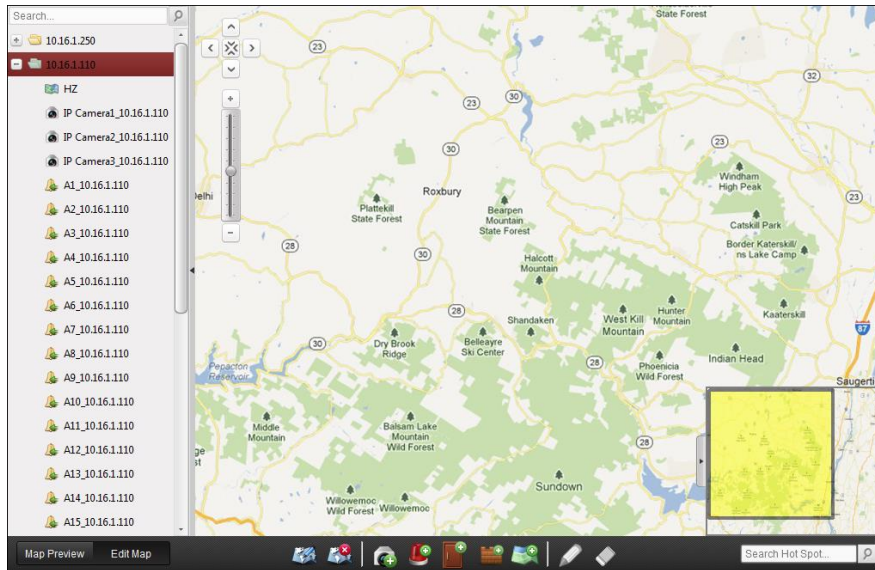 Search...
10.16.1.250
10.16.1.110
HZ
IP Camera1_10.16.1.110
IP Camera2_10.16.1.110
IP Camera3_10.16.1.110
A1_10.16.1.110
A2_10.16.1.110
A3_10.16.1.110
A4_10.16.1.110
A5_10.16.1.110
A6_10.16.1.110
A7_10.16.1.110
A8_10.16.1.110
A9_10.16.1.110
A10_10.16.1.110
A11_10.16.1.110
A12_10.16.1.110
A13_10.16.1.110
A14_10.16.1.110
A15_10.16.1.110
State Forest
23
32
23
30
30
23
Windham
High Peak
23
elhi
Roxbury
Plattekill
State Forest
Bearpen
Mountain
State Forest
Catskill Park
28
30
Border Katerskill/
ns Lake Camp
Halcott
Mountain
28
Shandaken
West Kill
Mountain
Hunter
Mountain
Kaaterskill
87
30
Dry Brook
Ridge
Belleayre
Ski Center
28
Indian Head
Phoenicia
Wild Forest
Pepacton
Reservoir
Saugerti
Middle
Mountain
Balsam Lake
Mountain
Wild Forest
28
ge
st
Sundown
Willowemoc
Wild Forest
Willowemoc
Map Preview
Edit Map
Search Hot Spot...